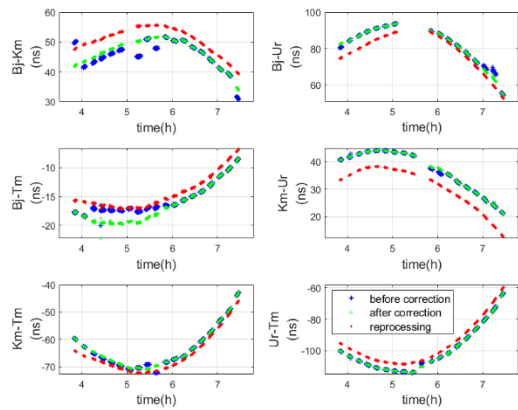 60
50
40
30
Bj-Km
(ns)
4
5
6
7
time(h)
100
80
60
Bj-Ur
(ns)
4
5
6
7
time(h)
-10
-15
-20
Bj-Tm
(ns)
4
5
6
7
time(h)
40
20
Km-Ur
(ns)
4
5
6
7
time(h)
-40
-50
-60
-70
Km-Tm
(ns)
4
5
6
7
time(h)
-60
-80
-100
Ur-Tm
(ns)
4
5
6
7
time(h)
before correction
after correction
reprocessing